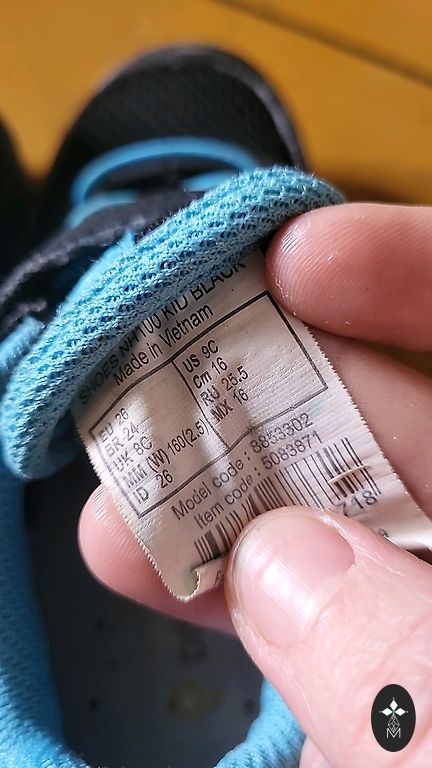 SHOES NH100 KID BLACK
Made in Vietnam
EU 26
BR 24
UK 8C
MM (W) 160(2.5)
ID 26
US 9C
Cm 16
RU 25.5
MX 16
Model code : 8853302
Item code : 5083871
718
M